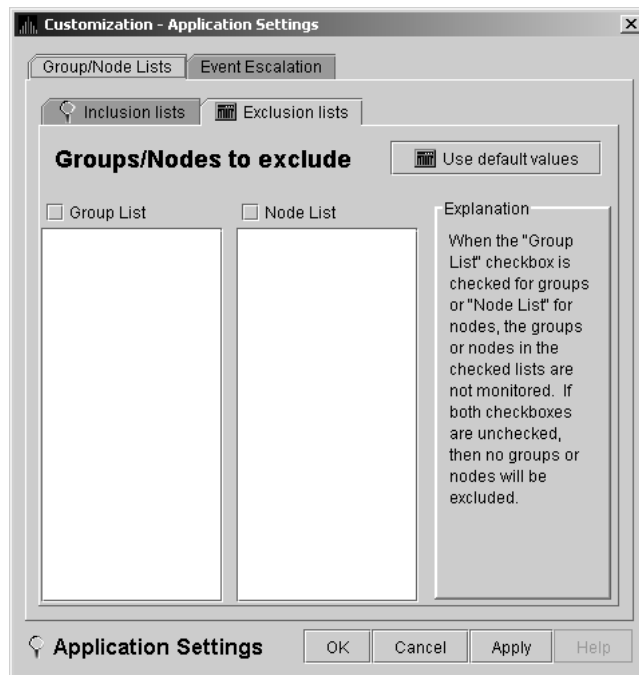 Customization - Application Settings
Group/Node Lists
Event Escalation
Inclusion lists
Exclusion lists
Groups/Nodes to exclude
Use default values
Group List
Node List
Explanation
When the "Group
List" checkbox is
checked for groups
or "Node List" for
nodes, the groups
or nodes in the
checked lists are
not monitored. If
both checkboxes
are unchecked,
then no groups or
nodes will be
excluded.
Application Settings
OK
Cancel
Apply
Help